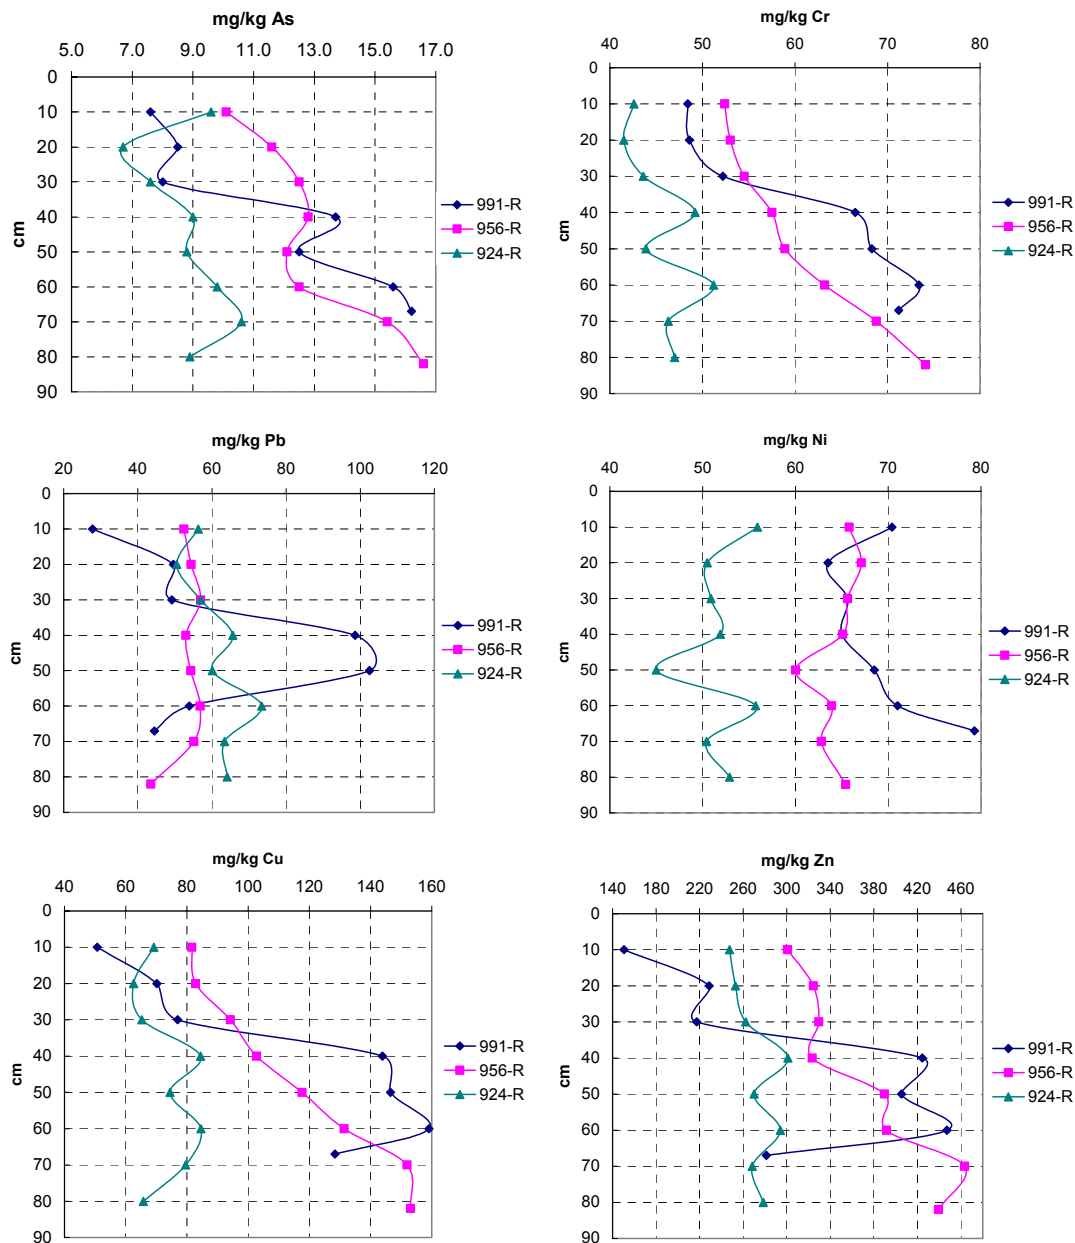 mg/kg As
5.0 7.0 9.0 11.0 13.0 15.0 17.0
0
10
20
30
40
50
60
70
80
90
cm
991-R
956-R
924-R
mg/kg Cr
40 50 60 70 80
0
10
20
30
40
50
60
70
80
90
cm
991-R
956-R
924-R
mg/kg Pb
20 40 60 80 100 120
0
10
20
30
40
50
60
70
80
90
cm
991-R
956-R
924-R
mg/kg Ni
40 50 60 70 80
0
10
20
30
40
50
60
70
80
90
cm
991-R
956-R
924-R
mg/kg Cu
40 60 80 100 120 140 160
0
10
20
30
40
50
60
70
80
90
cm
991-R
956-R
924-R
mg/kg Zn
140 180 220 260 300 340 380 420 460
0
10
20
30
40
50
60
70
80
90
cm
991-R
956-R
924-R